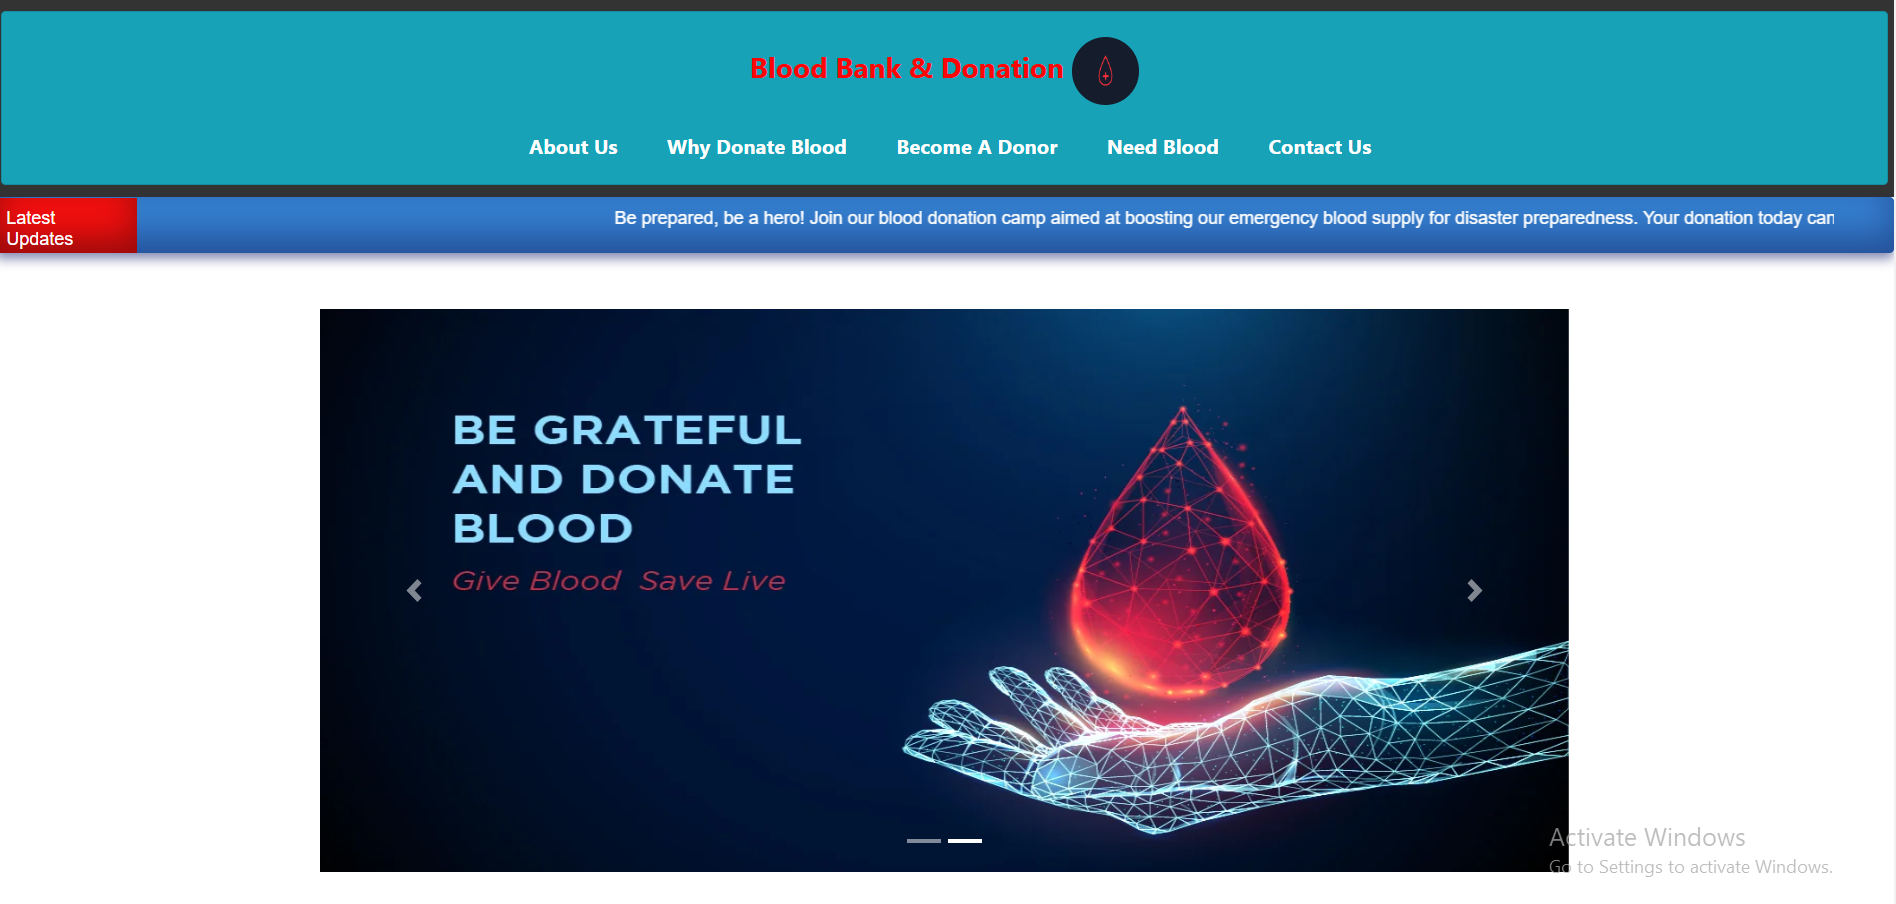 Blood Bank & Donation
About Us Why Donate Blood Become A Donor Need Blood Contact Us
Latest
Updates
Be prepared, be a hero! Join our blood donation camp aimed at boosting our emergency blood supply for disaster preparedness. Your donation today can
BE GRATEFUL
AND DONATE
BLOOD
Give Blood Save Live
Activate Windows
Go to Settings to activate Windows.